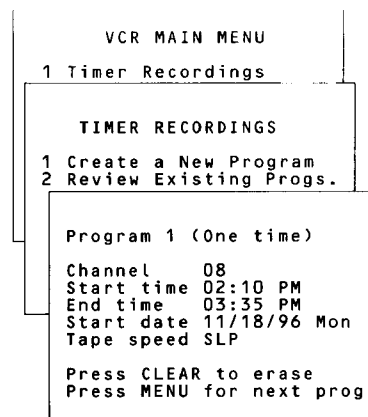 VCR MAIN MENU
1 Timer Recordings
TIMER RECORDINGS
1 Create a New Program
2 Review Existing Progs.
Program 1 (One time)
Channel 08
Start time 02:10 PM
End time 03:35 PM
Start date 11/18/96 Mon
Tape speed SLP
Press CLEAR to erase
Press MENU for next prog